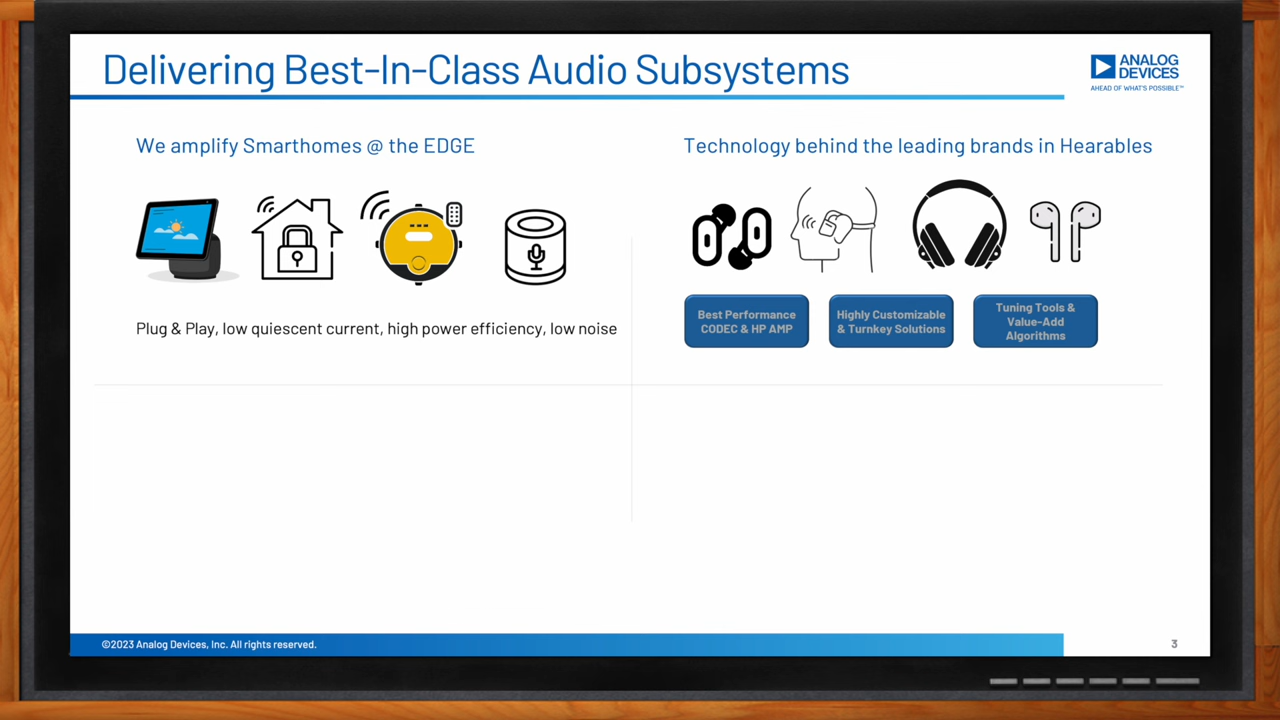 Delivering Best-In-Class Audio Subsystems
ANALOG
DEVICES
AHEAD OF WHAT'S POSSIBLE™
We amplify Smarthomes @ the EDGE
Plug & Play, low quiescent current, high power efficiency, low noise
Technology behind the leading brands in Hearables
Best Performance
CODEC & HP AMP
Highly Customizable
& Turnkey Solutions
Tuning Tools &
Value-Add
Algorithms
©2023 Analog Devices, Inc. All rights reserved.
3